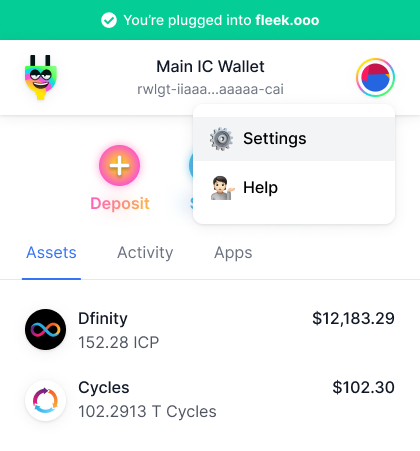 You're plugged into fleek.ooo
Main IC Wallet
rwlgt-iiaaa...aaaaa-cai
Settings
Help
Deposit
Assets Activity Apps
Dfinity $12,183.29
152.28 ICP
Cycles $102.30
102.2913 T Cycles